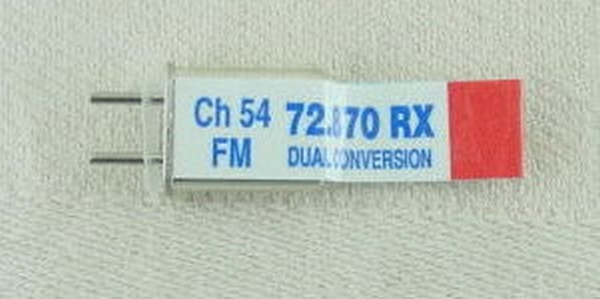 Ch 54 72.870 RX
FM DUAL CONVERSION